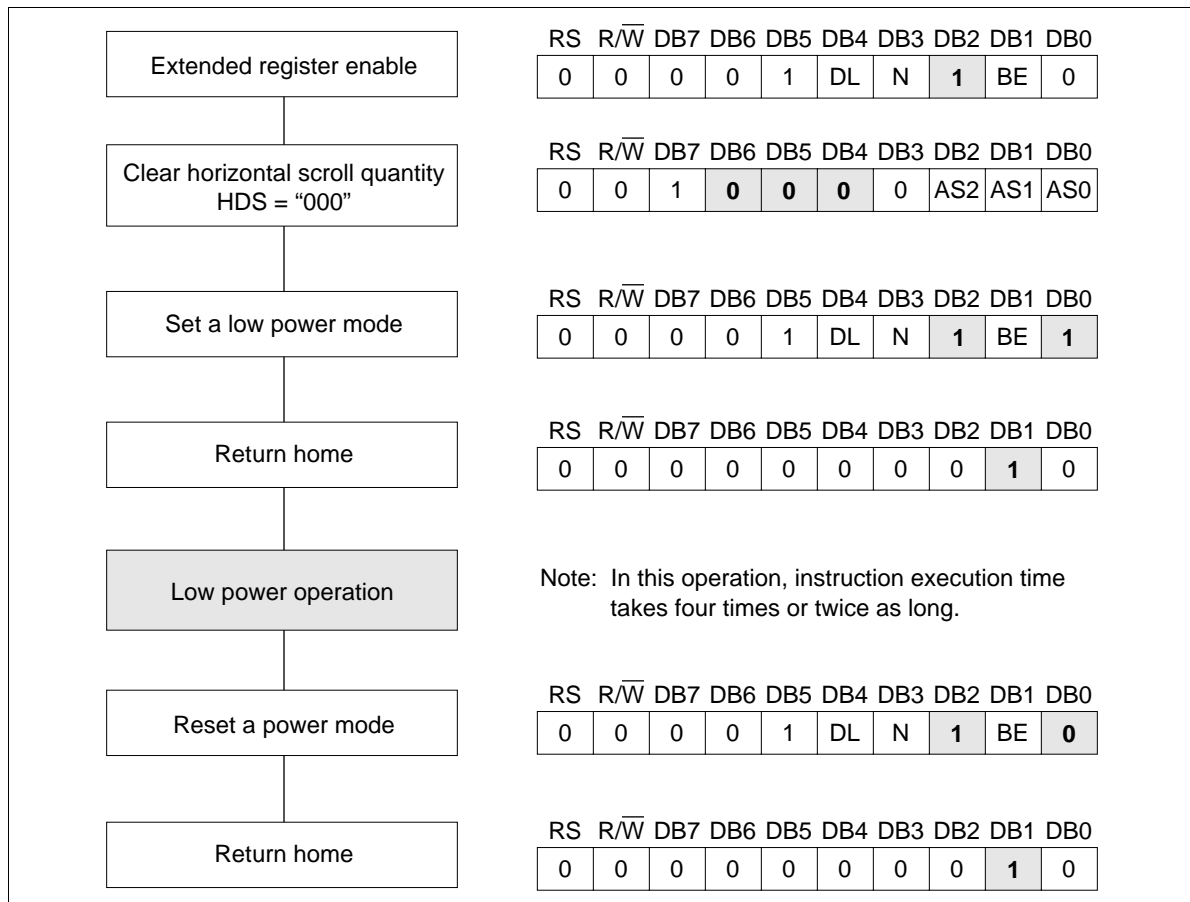 Extended register enable
RS R/W̅ DB7 DB6 DB5 DB4 DB3 DB2 DB1 DB0
0 0 0 0 1 DL N 1 BE 0
Clear horizontal scroll quantity
HDS = “000”
RS R/W̅ DB7 DB6 DB5 DB4 DB3 DB2 DB1 DB0
0 0 1 0 0 0 0 AS2 AS1 AS0
Set a low power mode
RS R/W̅ DB7 DB6 DB5 DB4 DB3 DB2 DB1 DB0
0 0 0 0 1 DL N 1 BE 1
Return home
RS R/W̅ DB7 DB6 DB5 DB4 DB3 DB2 DB1 DB0
0 0 0 0 0 0 0 0 1 0
Low power operation
Note: In this operation, instruction execution time
takes four times or twice as long.
Reset a power mode
RS R/W̅ DB7 DB6 DB5 DB4 DB3 DB2 DB1 DB0
0 0 0 0 1 DL N 1 BE 0
Return home
RS R/W̅ DB7 DB6 DB5 DB4 DB3 DB2 DB1 DB0
0 0 0 0 0 0 0 0 1 0